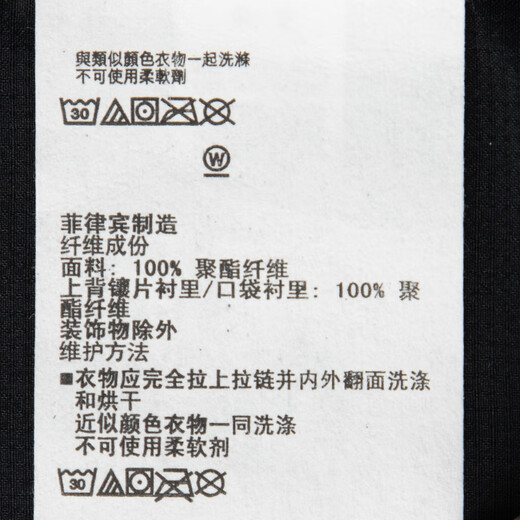 與類似顏色衣物一起洗滌
不可使用柔軟劑
30
W
菲律宾制造
纤维成份
面料: 100% 聚酯纤维
上背镶片衬里/口袋衬里: 100% 聚
酯纤维
装饰物除外
维护方法
■衣物应完全拉上拉链并内外翻面洗涤
和烘干
近似颜色衣物一同洗涤
不可使用柔软剂
30